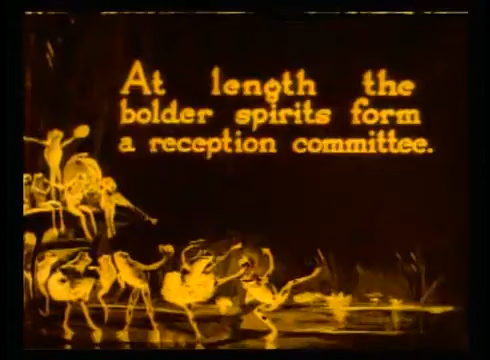 At length the
bolder spirits form
a reception committee.